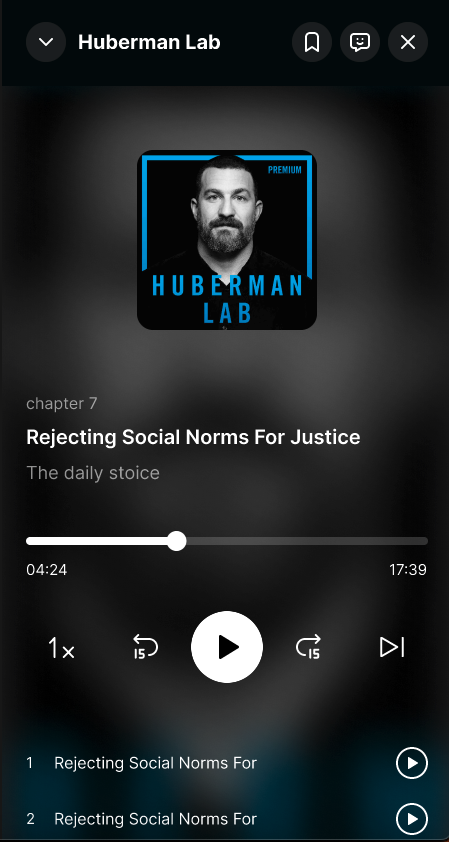 Huberman Lab
PREMIUM
HUBERMAN
LAB
chapter 7
Rejecting Social Norms For Justice
The daily stoice
04:24 17:39
1× 15 15
1 Rejecting Social Norms For
2 Rejecting Social Norms For